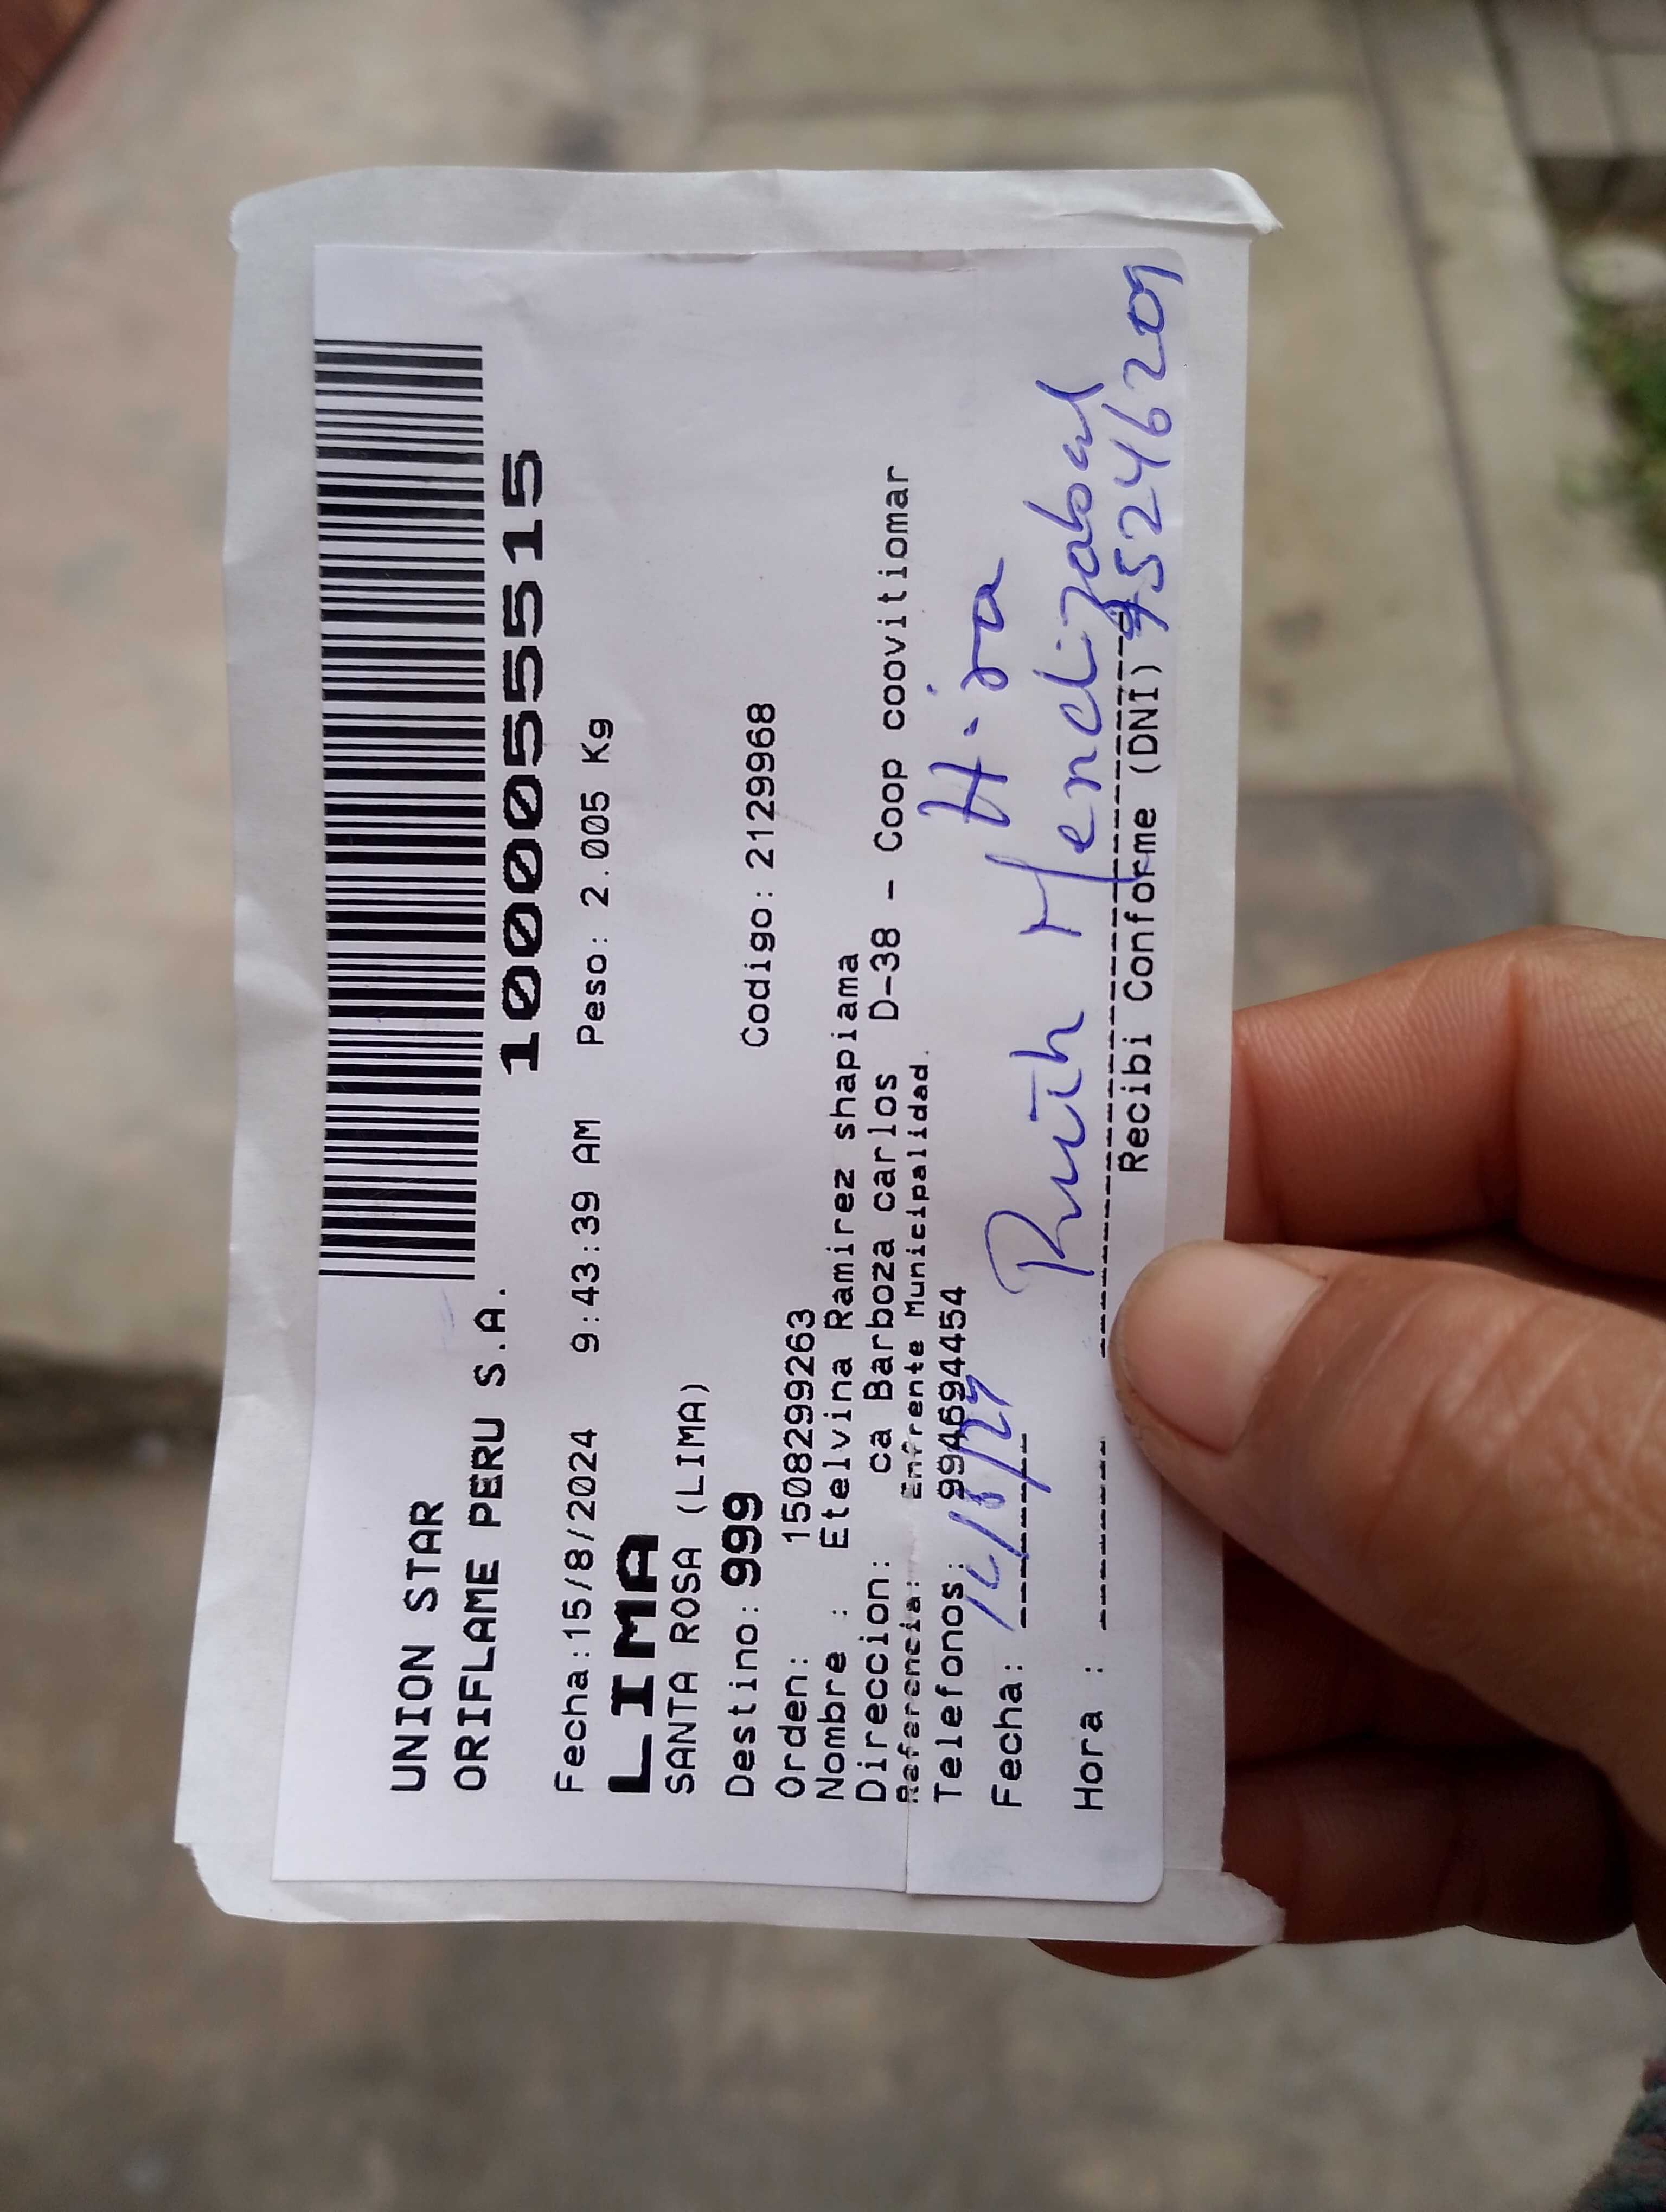 UNION STAR
ORIFLAME PERU S.A.
1000055515
Fecha:15/8/2024 9:43:39 AM Peso: 2.005 Kg
LIMA
SANTA ROSA (LIMA)
Destino: 999 Codigo: 2129968
Orden: 1508299263
Nombre : Etelvina Ramirez shapiama
Direccion: ca Barboza carlos D-38 - Coop coovitiomar
Referencia: Enfrente Municipalidad.
Telefonos: 994694454
Fecha: Hija
Ruth Mendizabal
Hora :
Recibi Conforme (DNI)